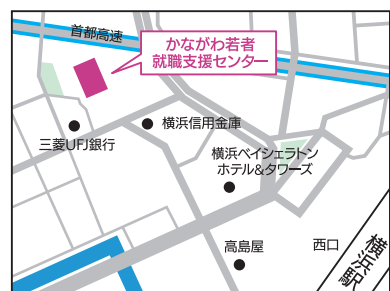 首都高速
かながわ若者
就職支援センター
横浜信用金庫
三菱UFJ銀行
横浜ベイシェラトン
ホテル&タワーズ
高島屋
西口
横浜駅